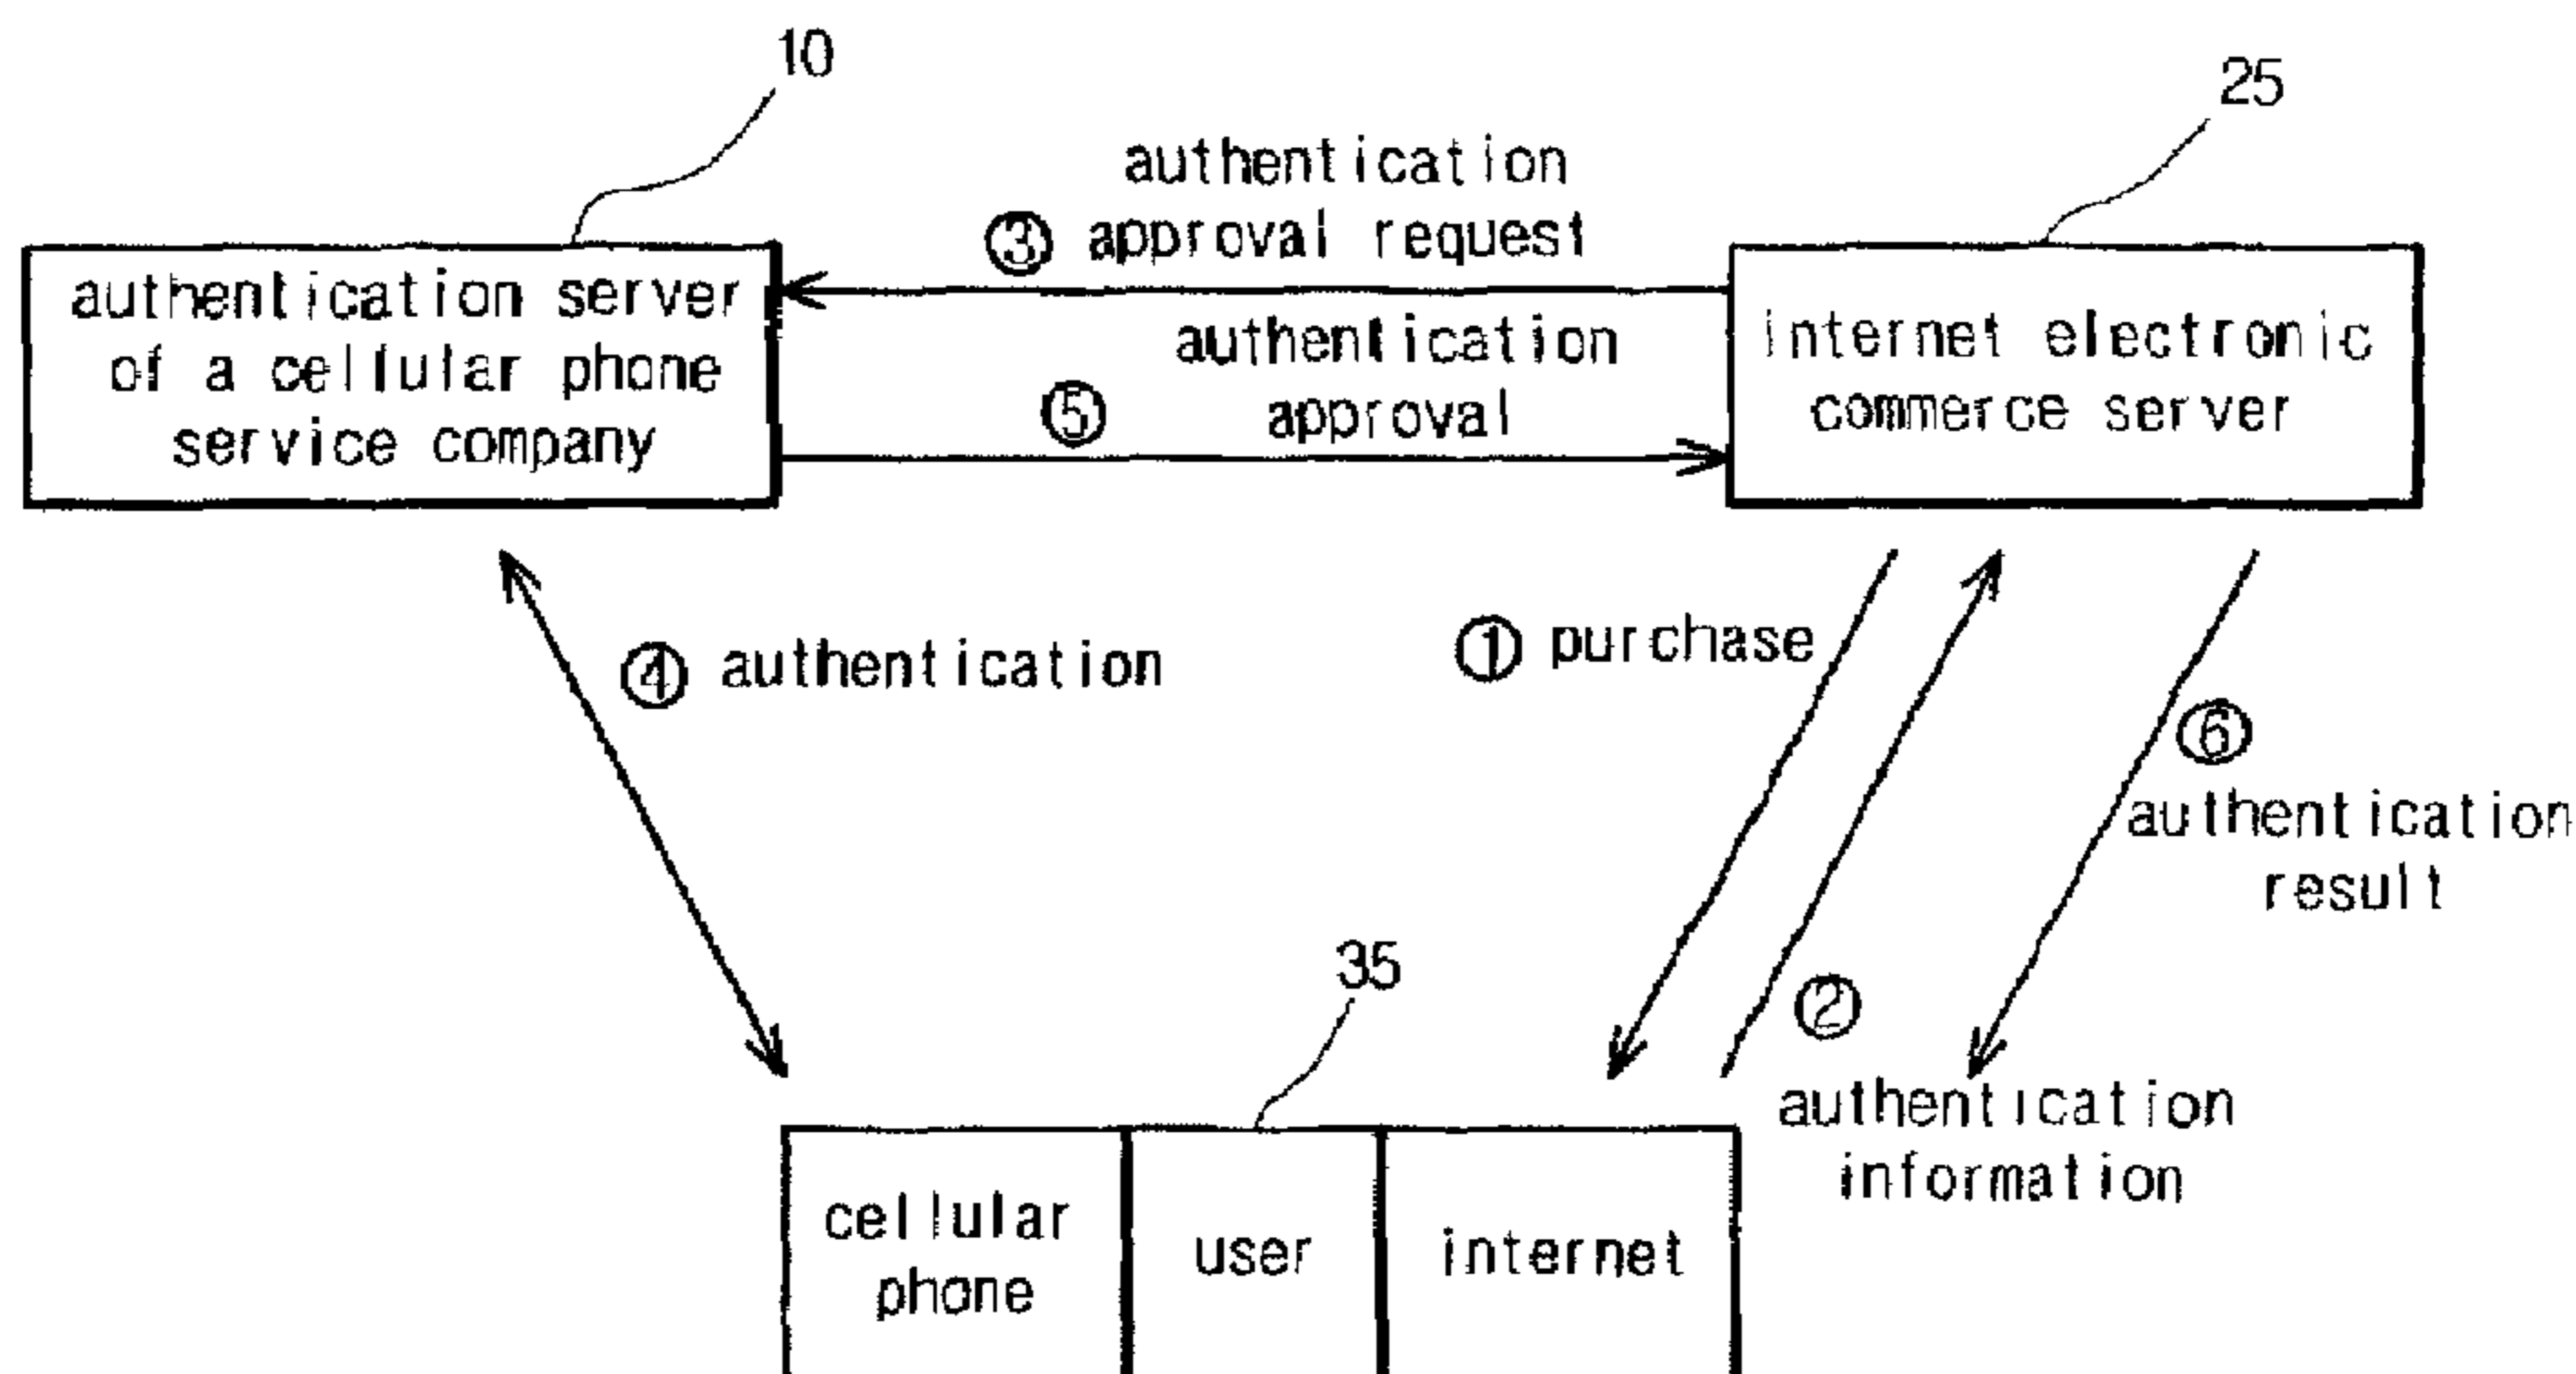 10
25
authentication
③ approval request
authentication server
of a cellular phone
service company
authentication
⑤ approval
internet electronic
commerce server
④ authentication
① purchase
⑥
authentication
result
35
②
authentication
information
cellular
phone
user
internet